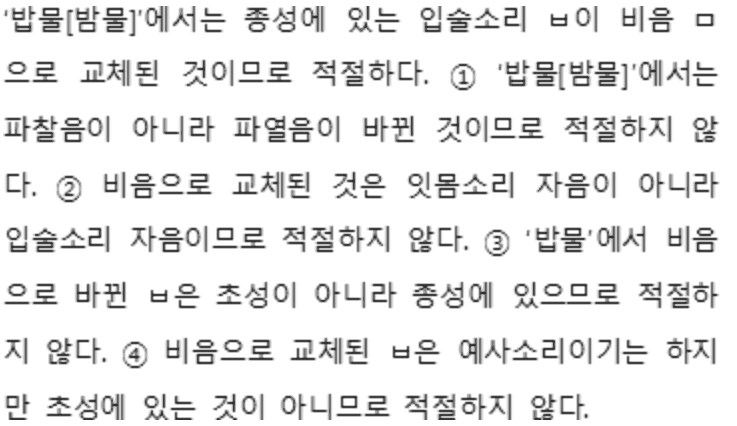 ‘밥물[밤물]’에서는 종성에 있는 입술소리 ㅂ이 비음 ㅁ
으로 교체된 것이므로 적절하다. ① ‘밥물[밤물]’에서는
파찰음이 아니라 파열음이 바뀐 것이므로 적절하지 않
다. ② 비음으로 교체된 것은 잇몸소리 자음이 아니라
입술소리 자음이므로 적절하지 않다. ③ ‘밥물’에서 비음
으로 바뀐 ㅂ은 초성이 아니라 종성에 있으므로 적절하
지 않다. ④ 비음으로 교체된 ㅂ은 예사소리이기는 하지
만 초성에 있는 것이 아니므로 적절하지 않다.